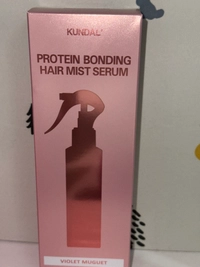 KUNDAL
PROTEIN BONDING
HAIR MIST SERUM
VIOLET MUGUET